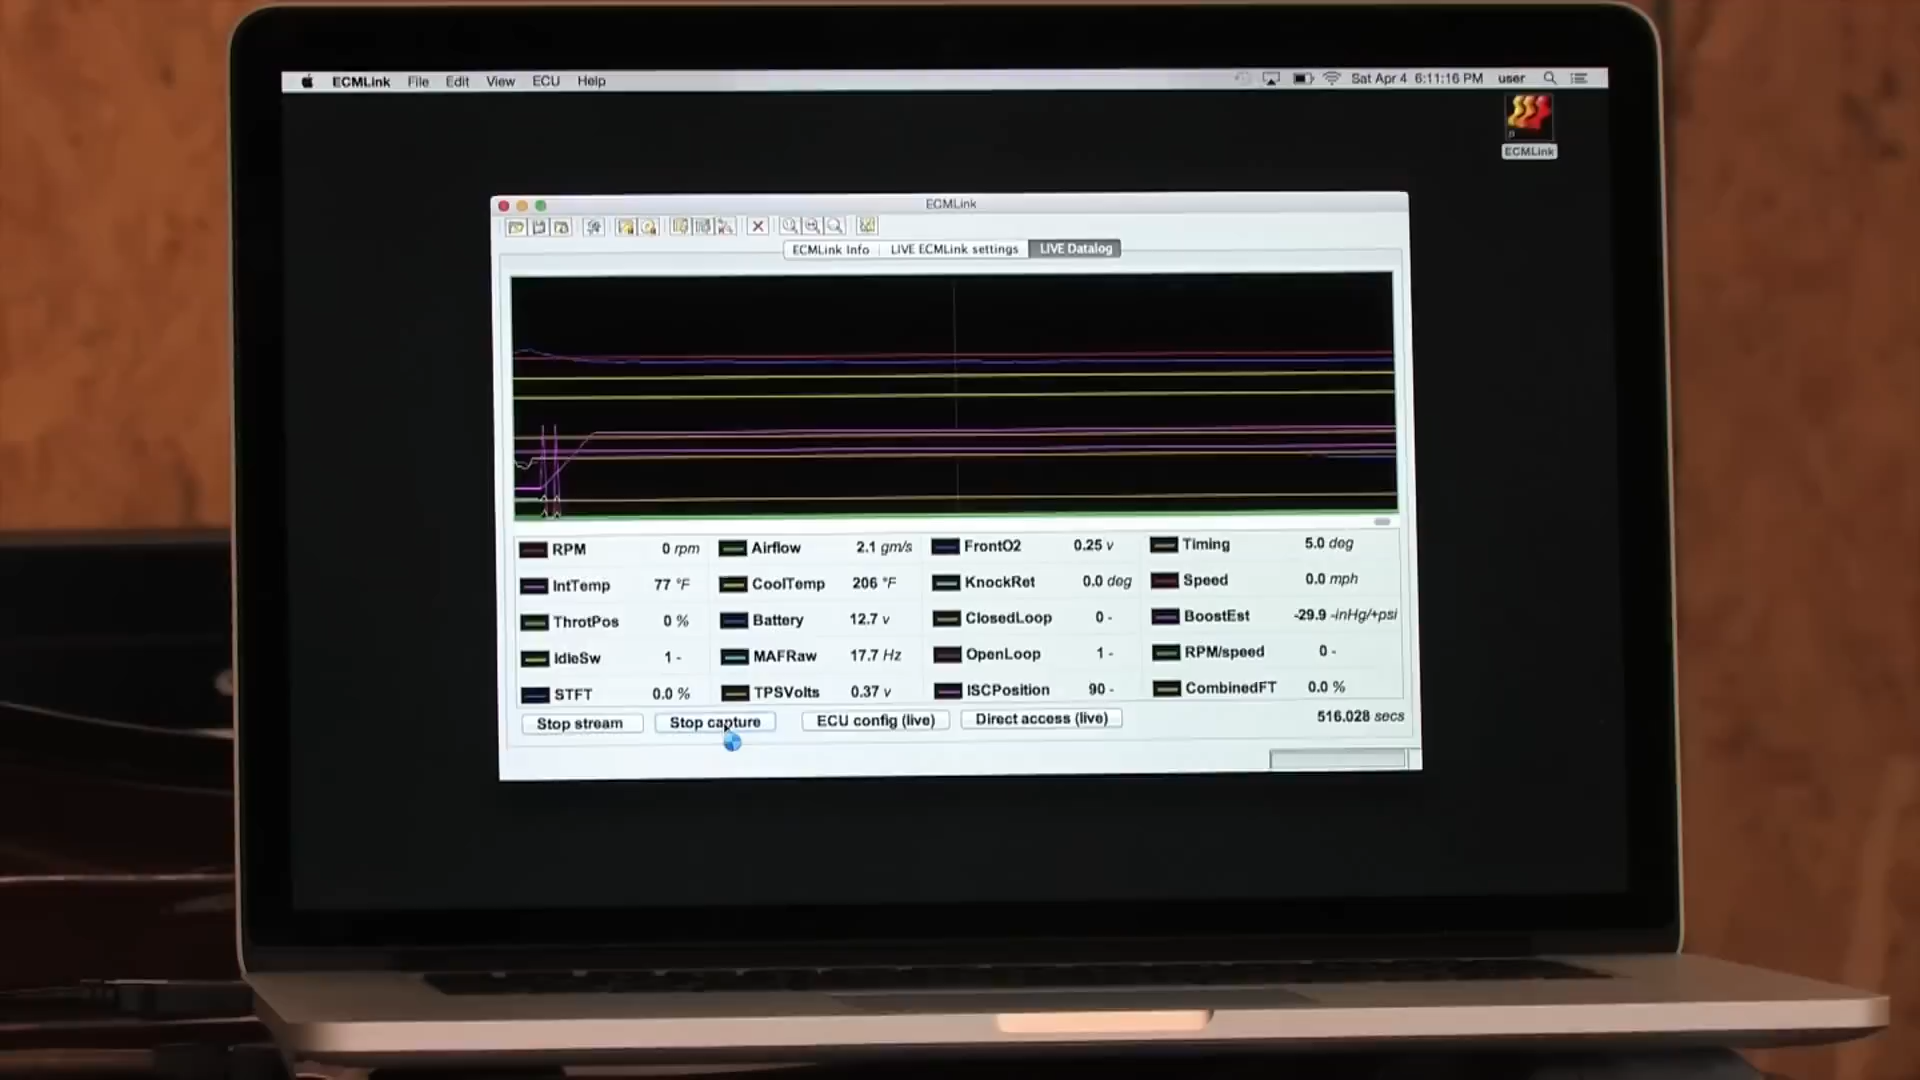 ECMLink File Edit View ECU Help Sat Apr 4 6:11:16 PM user
ECMLink
ECMLink
ECMLink Info LIVE ECMLink settings LIVE Datalog
RPM 0 rpm Airflow 2.1 gm/s FrontO2 0.25 v Timing 5.0 deg
IntTemp 77 °F CoolTemp 206 °F KnockRet 0.0 deg Speed 0.0 mph
ThrotPos 0 % Battery 12.7 v ClosedLoop 0 - BoostEst -29.9 -inHg/+psi
IdleSw 1 - MAFRaw 17.7 Hz OpenLoop 1 - RPM/speed 0 -
STFT 0.0 % TPSVolts 0.37 v ISCPosition 90 - CombinedFT 0.0 %
Stop stream Stop capture ECU config (live) Direct access (live) 516.028 secs